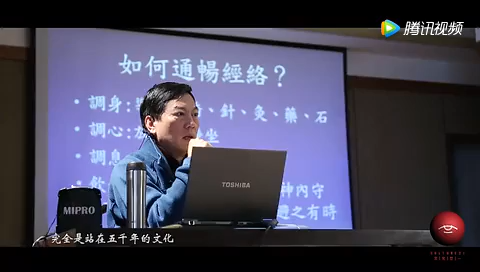 腾讯视频
如何通暢經絡？
•調身: 、針、灸、藥、石
•調心: 坐
•調息
神內守
避之有時
TOSHIBA
MIPRO
完全是站在五千年的文化